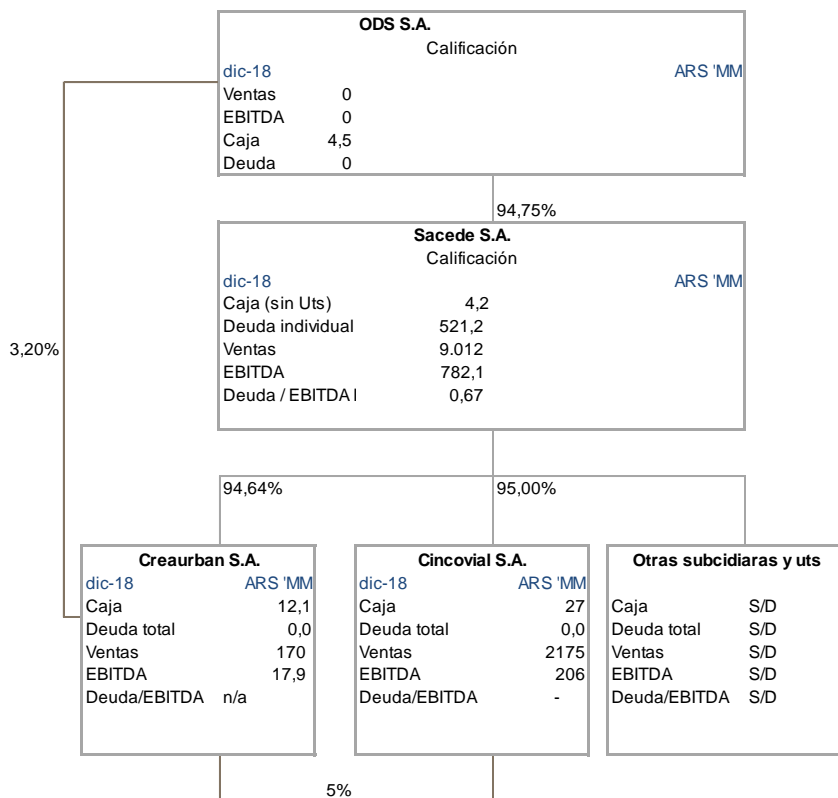 ODS S.A.
Calificación
dic-18 ARS 'MM
Ventas 0
EBITDA 0
Caja 4,5
Deuda 0
94,75%
Sacede S.A.
Calificación
dic-18 ARS 'MM
Caja (sin Uts) 4,2
Deuda individual 521,2
Ventas 9.012
EBITDA 782,1
Deuda / EBITDA 0,67
3,20%
94,64% 95,00%
Creaurban S.A.
dic-18 ARS 'MM
Caja 12,1
Deuda total 0,0
Ventas 170
EBITDA 17,9
Deuda/EBITDA n/a
Cincovial S.A.
dic-18 ARS 'MM
Caja 27
Deuda total 0,0
Ventas 2175
EBITDA 206
Deuda/EBITDA -
Otras subcidiaras y uts
Caja S/D
Deuda total S/D
Ventas S/D
EBITDA S/D
Deuda/EBITDA S/D
5%